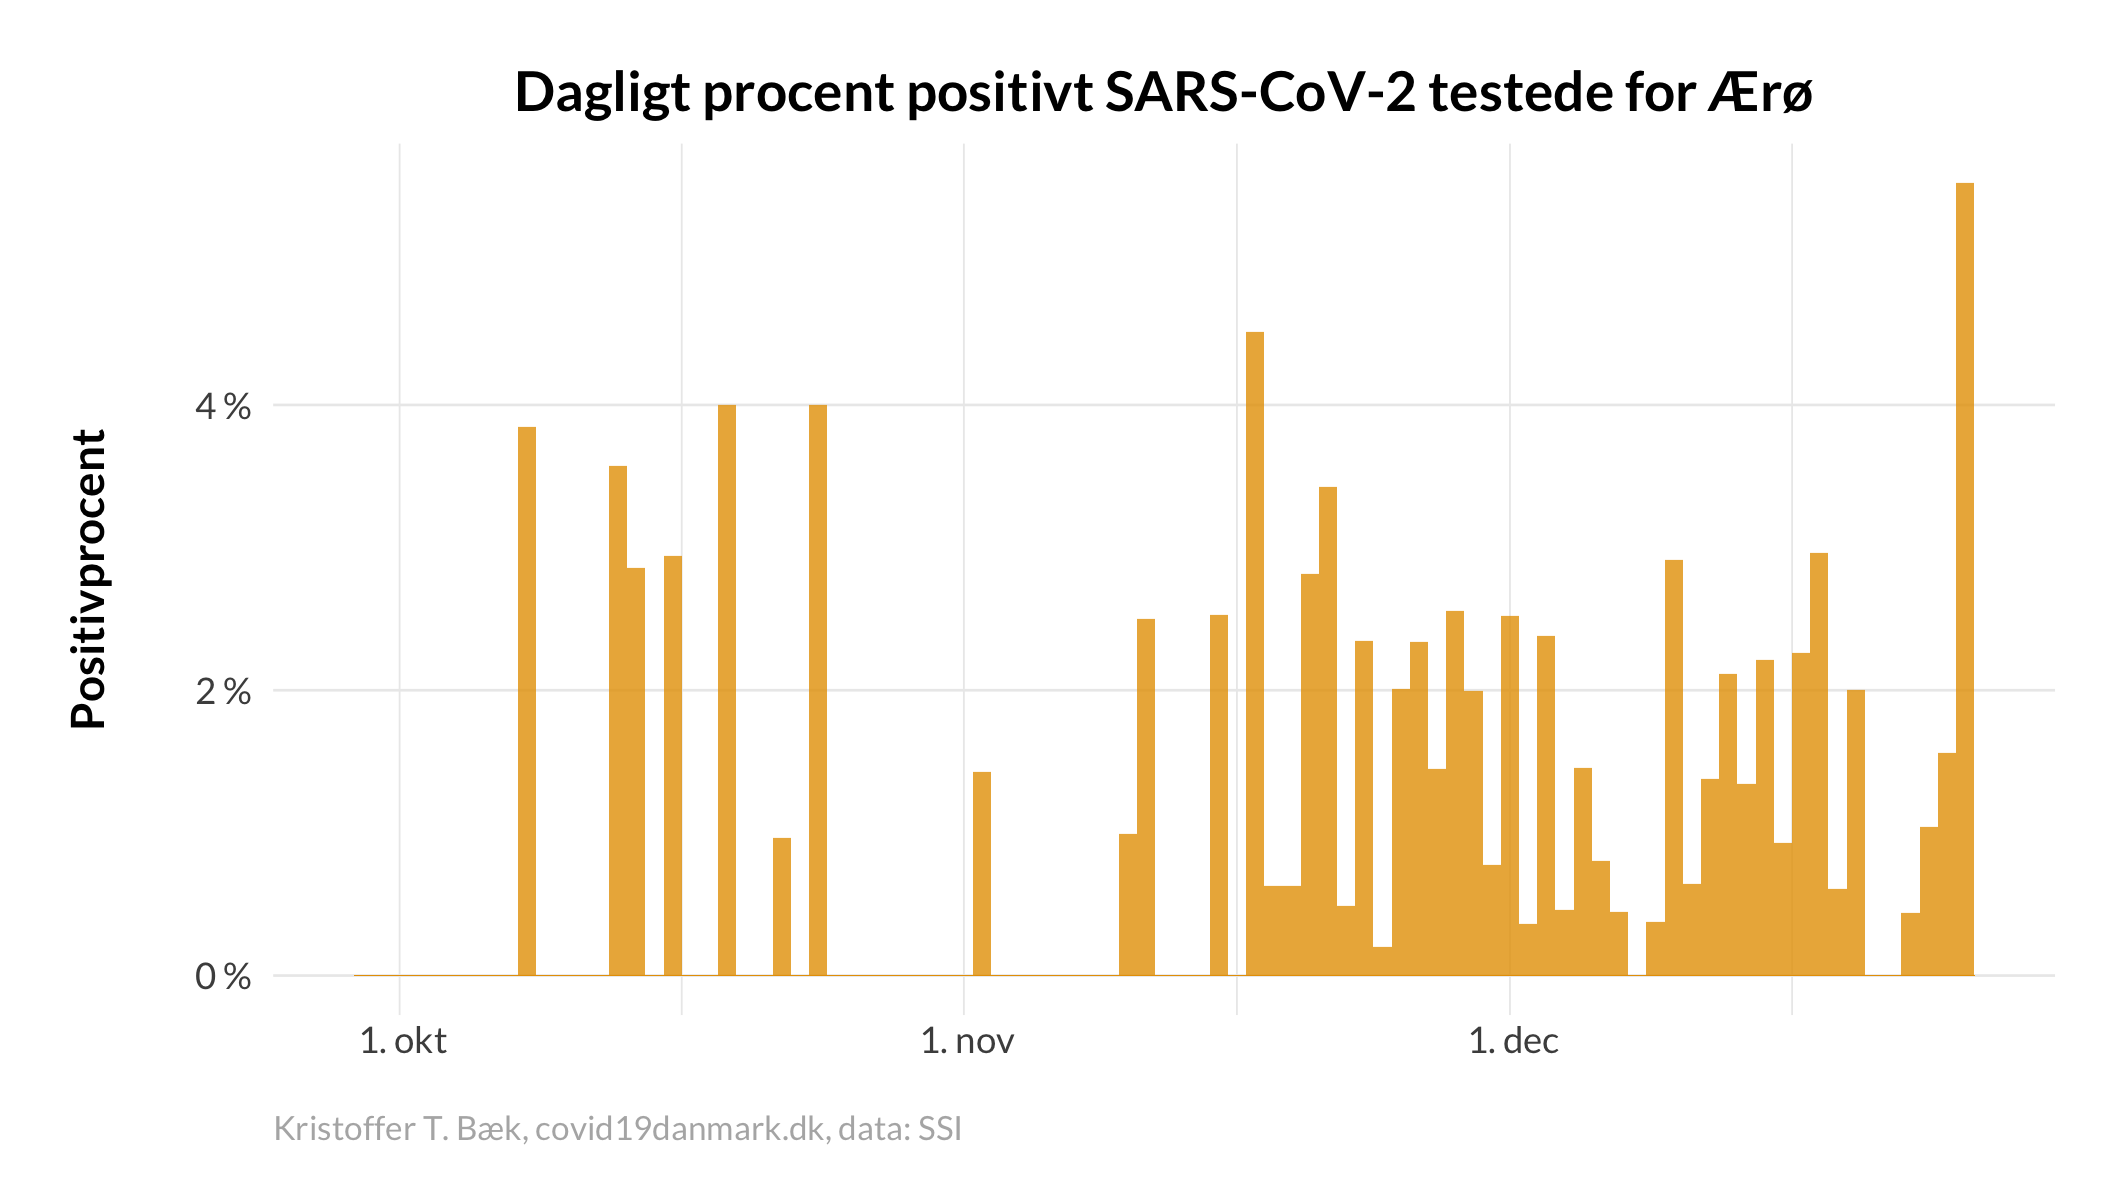 Dagligt procent positivt SARS-CoV-2 testede for Ærø
Positivprocent
4 %
2 %
0 %
1. okt
1. nov
1. dec
Kristoffer T. Bæk, covid19danmark.dk, data: SSI